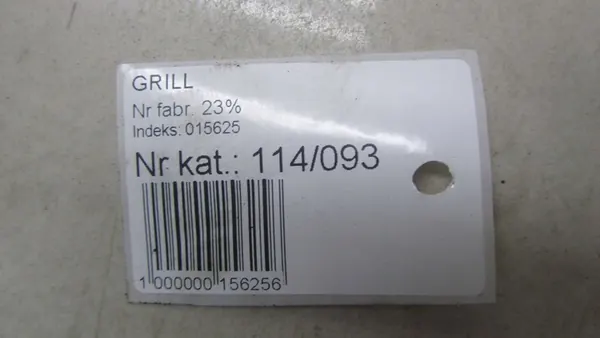 GRILL
Nr fabr. 23%
Indeks: 015625
Nr kat.: 114/093
1 000000 156256